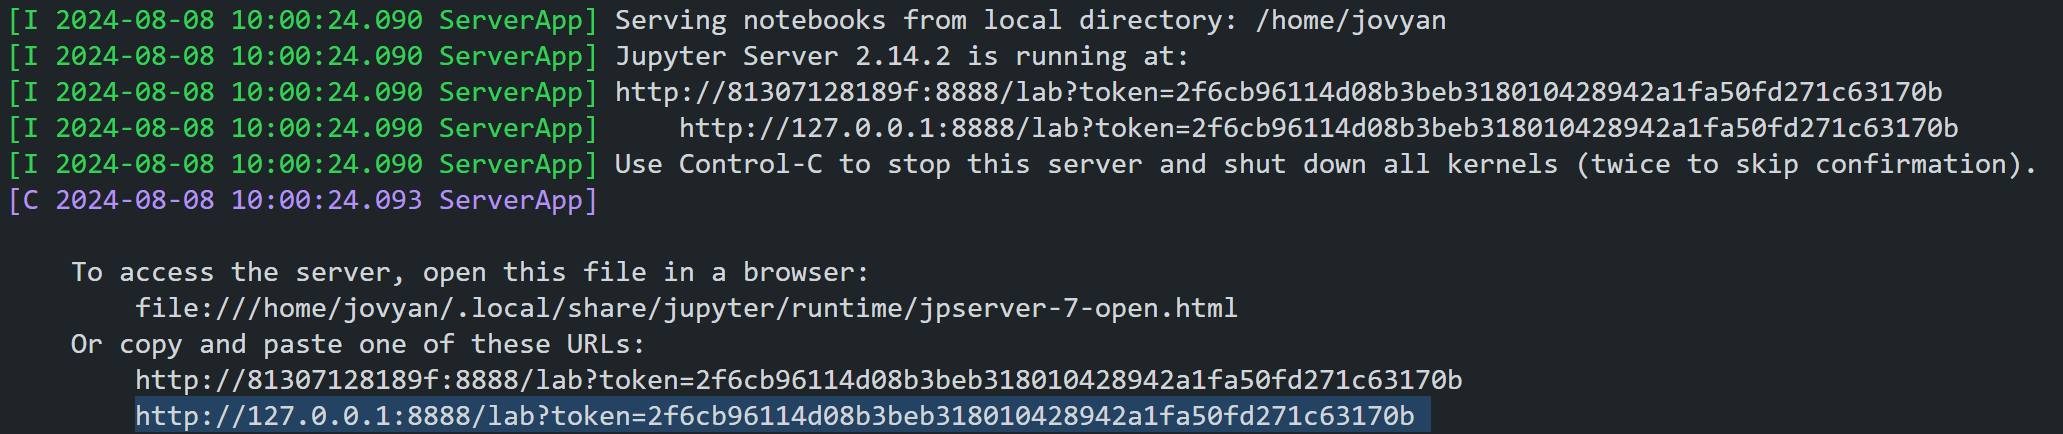 [I 2024-08-08 10:00:24.090 ServerApp] Serving notebooks from local directory: /home/jovyan
[I 2024-08-08 10:00:24.090 ServerApp] Jupyter Server 2.14.2 is running at:
[I 2024-08-08 10:00:24.090 ServerApp] http://81307128189f:8888/lab?token=2f6cb96114d08b3beb318010428942a1fa50fd271c63170b
[I 2024-08-08 10:00:24.090 ServerApp]     http://127.0.0.1:8888/lab?token=2f6cb96114d08b3beb318010428942a1fa50fd271c63170b
[I 2024-08-08 10:00:24.090 ServerApp] Use Control-C to stop this server and shut down all kernels (twice to skip confirmation).
[C 2024-08-08 10:00:24.093 ServerApp]
    To access the server, open this file in a browser:
        file:///home/jovyan/.local/share/jupyter/runtime/jpserver-7-open.html
    Or copy and paste one of these URLs:
        http://81307128189f:8888/lab?token=2f6cb96114d08b3beb318010428942a1fa50fd271c63170b
        http://127.0.0.1:8888/lab?token=2f6cb96114d08b3beb318010428942a1fa50fd271c63170b